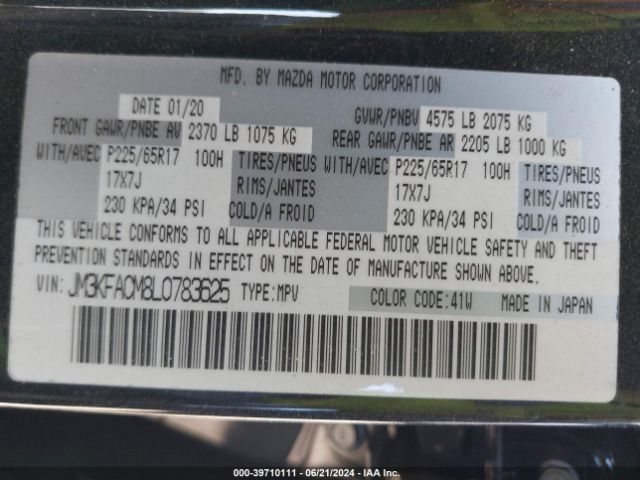 MFD. BY MAZDA MOTOR CORPORATION
DATE 01/20 GVWR/PNBV 4575 LB 2075 KG
FRONT GAWR/PNBE AV 2370 LB 1075 KG REAR GAWR/PNBE AR 2205 LB 1000 KG
WITH/AVEC P225/65R17 100H TIRES/PNEUS WITH/AVEC P225/65R17 100H TIRES/PNEUS
17X7J RIMS/JANTES 17X7J RIMS/JANTES
230 KPA/34 PSI COLD/A FROID 230 KPA/34 PSI COLD/A FROID
THIS VEHICLE CONFORMS TO ALL APPLICABLE FEDERAL MOTOR VEHICLE SAFETY AND THEFT
PREVENTION STANDARDS IN EFFECT ON THE DATE OF MANUFACTURE SHOWN ABOVE.
VIN: JM3KFACM8L0783625 TYPE:MPV COLOR CODE:41W MADE IN JAPAN
000-39710111 - 06/21/2024 - IAAI.COM